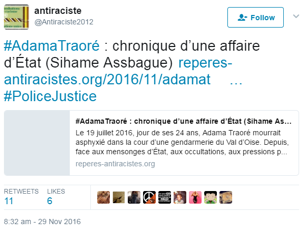 antiraciste
@Antiraciste2012
Follow
#AdamaTraoré : chronique d'une affaire
d'État (Sihame Assbague) reperes-
antiracistes.org/2016/11/adamat …
#PoliceJustice
#AdamaTraoré : chronique d'une affaire d'État (Sihame As...
Le 19 juillet 2016, jour de ses 24 ans, Adama Traoré mourrait
asphyxié dans la cour d'une gendarmerie du Val d'Oise. Depuis,
face aux mensonges d'État, aux occultations, aux pressions p...
reperes-antiracistes.org
RETWEETS
LIKES
11
6
8:32 am - 29 Nov 2016